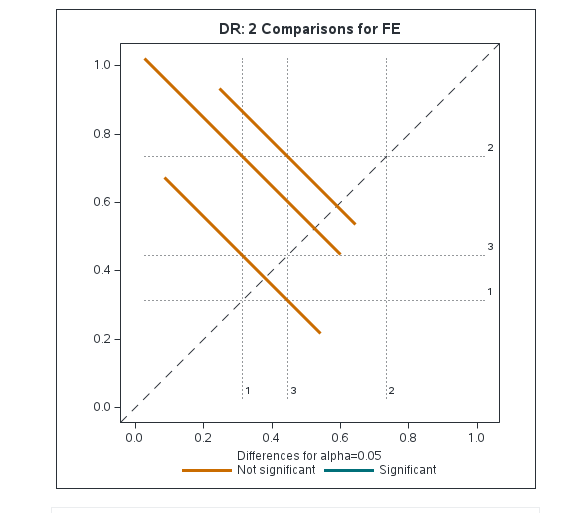 DR: 2 Comparisons for FE
1.0
0.8
2
0.6
0.4
3
1
0.2
0.0
1 3 2
0.0 0.2 0.4 0.6 0.8 1.0
Differences for alpha=0.05
Not significant Significant